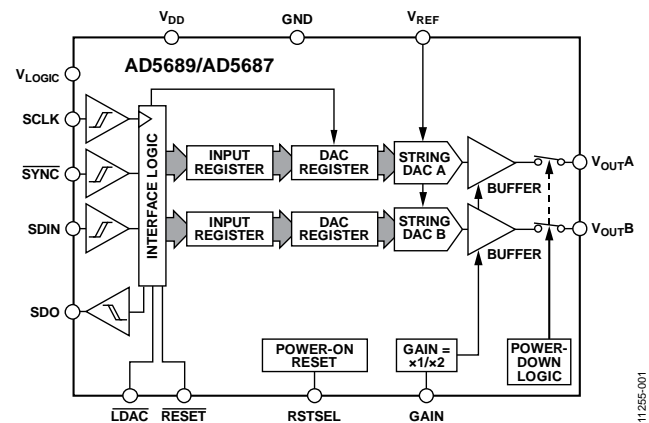 VDD
GND
VREF
AD5689/AD5687
VLOGIC
SCLK
SYNC
SDIN
SDO
INTERFACE LOGIC
INPUT
REGISTER
DAC
REGISTER
STRING
DAC A
BUFFER
VOUTA
INPUT
REGISTER
DAC
REGISTER
STRING
DAC B
BUFFER
VOUTB
POWER-ON
RESET
GAIN =
×1/×2
POWER-
DOWN
LOGIC
LDAC
RESET
RSTSEL
GAIN
11255-001